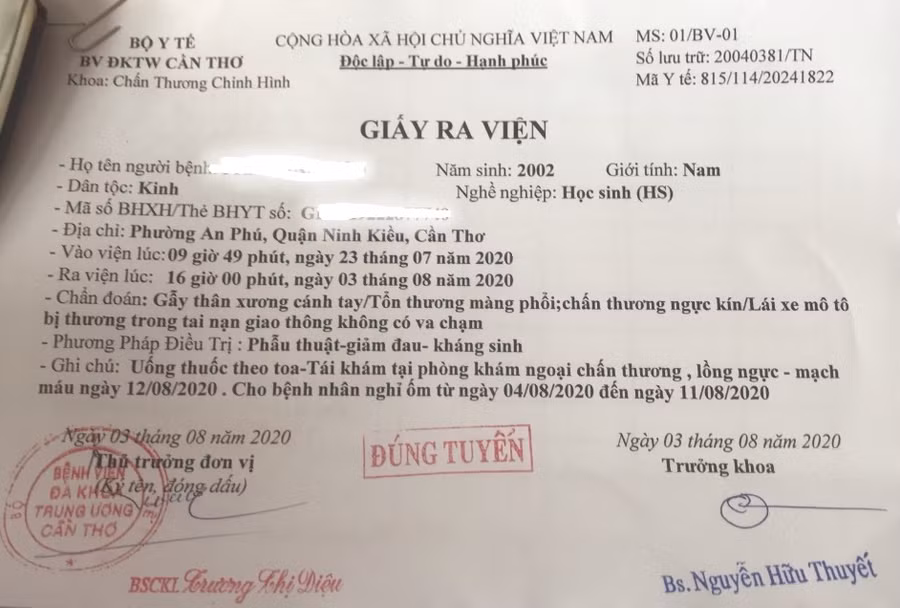 BỘ Y TẾ
BV ĐKTW CẦN THƠ
Khoa: Chấn Thương Chỉnh Hình
CỘNG HÒA XÃ HỘI CHỦ NGHĨA VIỆT NAM
Độc lập - Tự do - Hạnh phúc
MS: 01/BV-01
Số lưu trữ: 20040381/TN
Mã Y tế: 815/114/20241822
GIẤY RA VIỆN
- Họ tên người bệnh: Năm sinh: 2002 Giới tính: Nam
- Dân tộc: Kinh Nghề nghiệp: Học sinh (HS)
- Mã số BHXH/Thẻ BHYT số: G
- Địa chỉ: Phường An Phú, Quận Ninh Kiều, Cần Thơ
- Vào viện lúc: 09 giờ 49 phút, ngày 23 tháng 07 năm 2020
- Ra viện lúc: 16 giờ 00 phút, ngày 03 tháng 08 năm 2020
- Chẩn đoán: Gẫy thân xương cánh tay/Tổn thương màng phổi;chấn thương ngực kín/Lái xe mô tô
bị thương trong tai nạn giao thông không có va chạm
- Phương Pháp Điều Trị : Phẫu thuật-giảm đau- kháng sinh
- Ghi chú: Uống thuốc theo toa-Tái khám tại phòng khám ngoại chấn thương , lồng ngực - mạch
máu ngày 12/08/2020 . Cho bệnh nhân nghỉ ốm từ ngày 04/08/2020 đến ngày 11/08/2020
Ngày 03 tháng 08 năm 2020
Thủ trưởng đơn vị
(Ký tên, đóng dấu)
BỆNH VIỆN
ĐA KHOA
TRUNG ƯƠNG
CẦN THƠ
BSCKI. Trương Thị Diệu
ĐÚNG TUYẾN
Ngày 03 tháng 08 năm 2020
Trưởng khoa
Bs. Nguyễn Hữu Thuyết